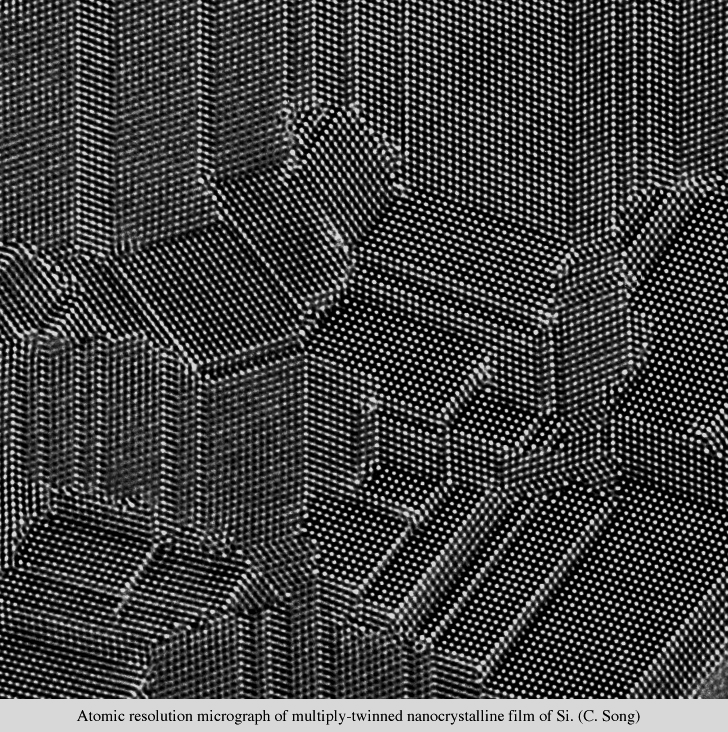 Atomic resolution micrograph of multiply-twinned nanocrystalline film of Si. (C. Song)